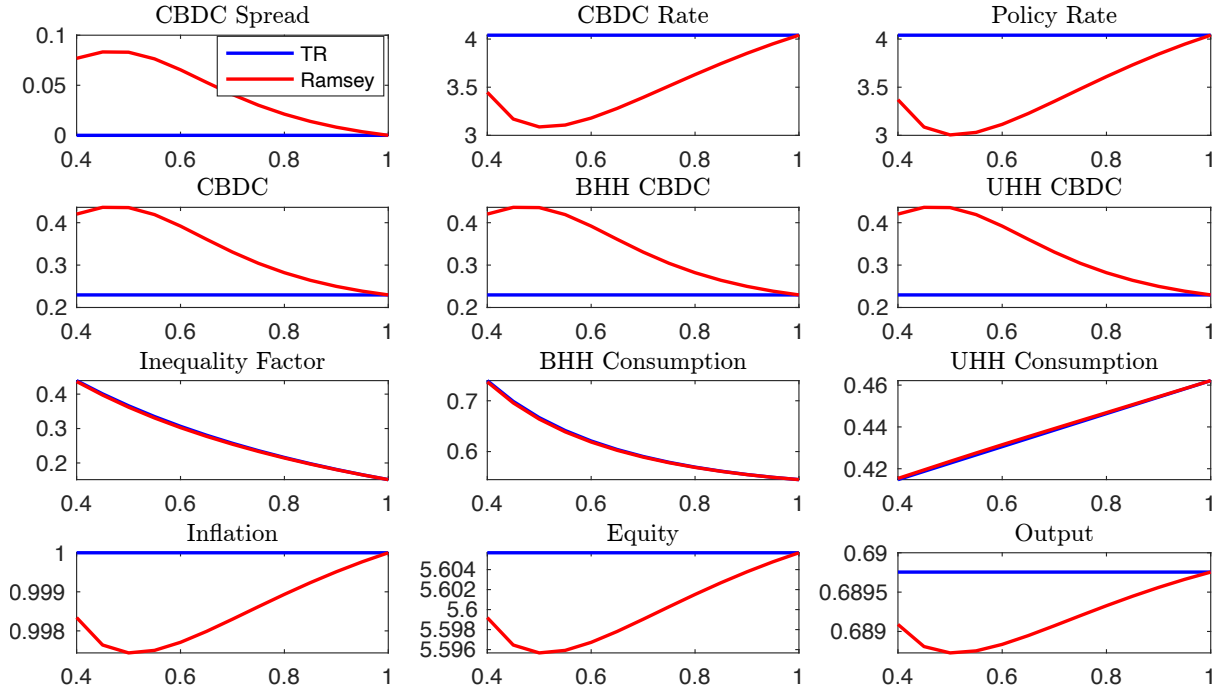 CBDC Spread
0.1
0.05
0
0.4 0.6 0.8 1
TR
Ramsey
CBDC Rate
4
3.5
3
0.4 0.6 0.8 1
Policy Rate
4
3.5
3
0.4 0.6 0.8 1
CBDC
0.4
0.3
0.2
0.4 0.6 0.8 1
BHH CBDC
0.4
0.3
0.2
0.4 0.6 0.8 1
UHH CBDC
0.4
0.3
0.2
0.4 0.6 0.8 1
Inequality Factor
0.4
0.3
0.2
0.4 0.6 0.8 1
BHH Consumption
0.7
0.6
0.4 0.6 0.8 1
UHH Consumption
0.46
0.44
0.42
0.4 0.6 0.8 1
Inflation
1
0.999
0.998
0.4 0.6 0.8 1
Equity
5.604
5.602
5.6
5.598
5.596
0.4 0.6 0.8 1
Output
0.69
0.6895
0.689
0.4 0.6 0.8 1